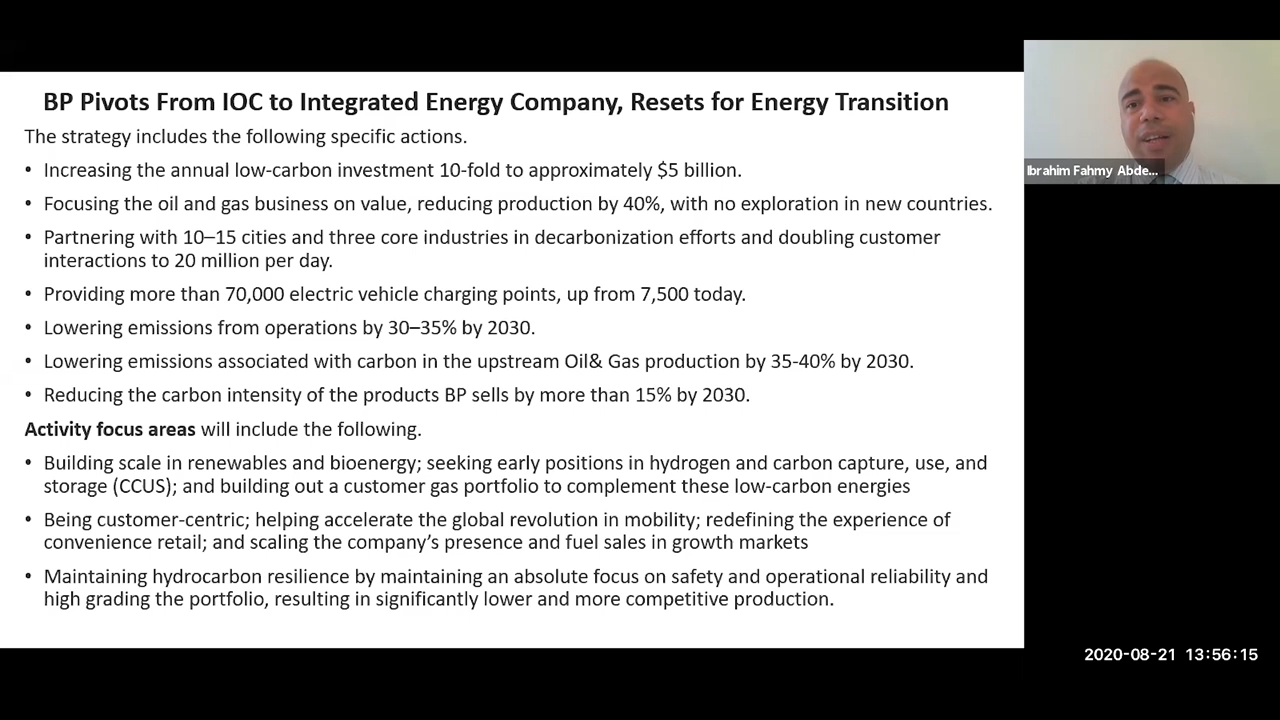 BP Pivots From IOC to Integrated Energy Company, Resets for Energy Transition
The strategy includes the following specific actions.
• Increasing the annual low-carbon investment 10-fold to approximately $5 billion.
• Focusing the oil and gas business on value, reducing production by 40%, with no exploration in new countries.
• Partnering with 10–15 cities and three core industries in decarbonization efforts and doubling customer
interactions to 20 million per day.
• Providing more than 70,000 electric vehicle charging points, up from 7,500 today.
• Lowering emissions from operations by 30–35% by 2030.
• Lowering emissions associated with carbon in the upstream Oil& Gas production by 35-40% by 2030.
• Reducing the carbon intensity of the products BP sells by more than 15% by 2030.
Activity focus areas will include the following.
• Building scale in renewables and bioenergy; seeking early positions in hydrogen and carbon capture, use, and
storage (CCUS); and building out a customer gas portfolio to complement these low-carbon energies
• Being customer-centric; helping accelerate the global revolution in mobility; redefining the experience of
convenience retail; and scaling the company’s presence and fuel sales in growth markets
• Maintaining hydrocarbon resilience by maintaining an absolute focus on safety and operational reliability and
high grading the portfolio, resulting in significantly lower and more competitive production.
Ibrahim Fahmy Abde...
2020-08-21 13:56:15